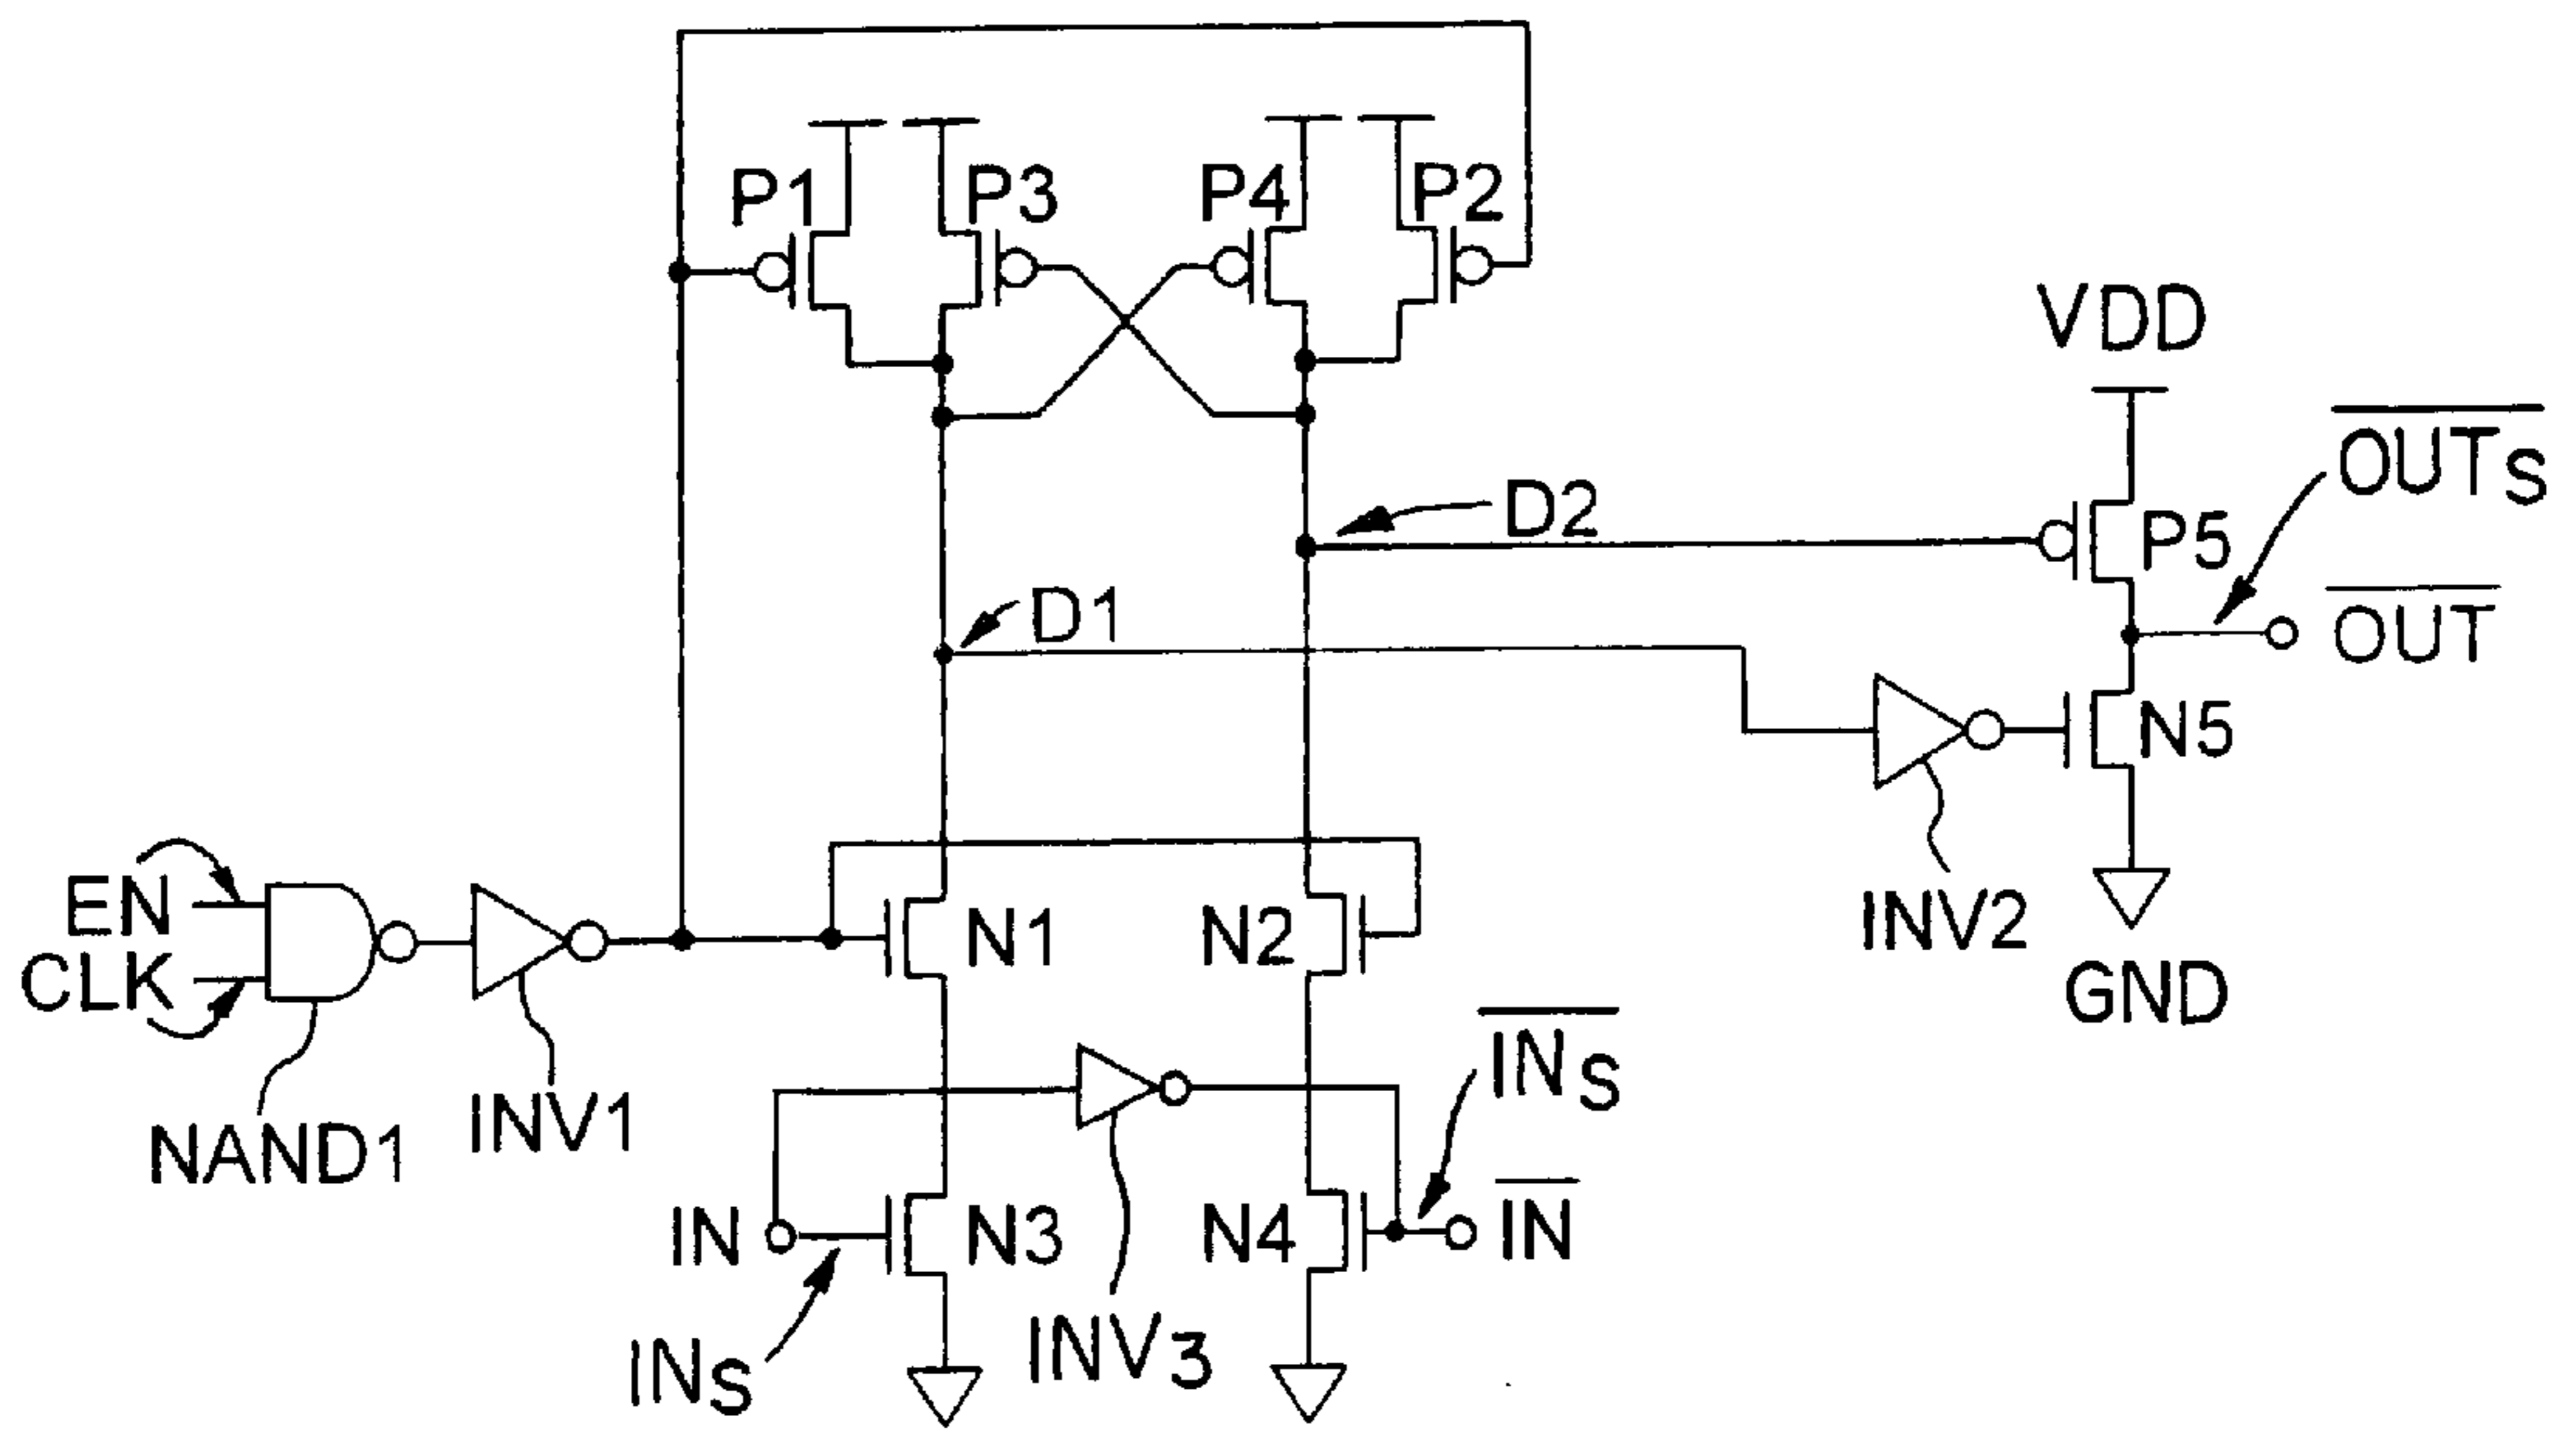 P1
P3
P4
P2
VDD
OUTS
D2
P5
D1
OUT
N5
EN
CLK
N1
N2
INV2
GND
INS
NAND1
INV1
IN
N3
N4
IN
INS
INV3